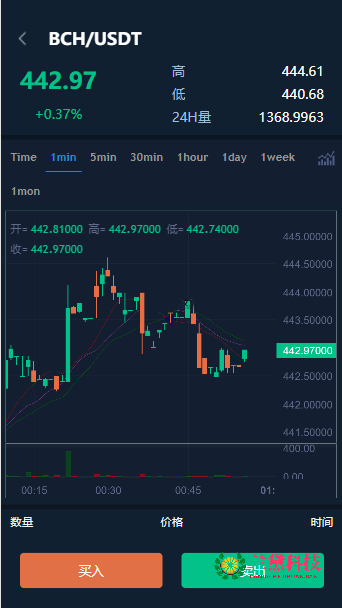 BCH/USDT
442.97
+0.37%
高 444.61
低 440.68
24H量 1368.9963
Time 1min 5min 30min 1hour 1day 1week
1mon
开= 442.81000 高= 442.97000 低= 442.74000
收= 442.97000
445.00000
444.50000
444.00000
443.50000
442.97000
442.50000
442.00000
441.50000
400.00
0.00
00:15 00:30 00:45 01:
数量 价格 时间
买入 卖出
科技